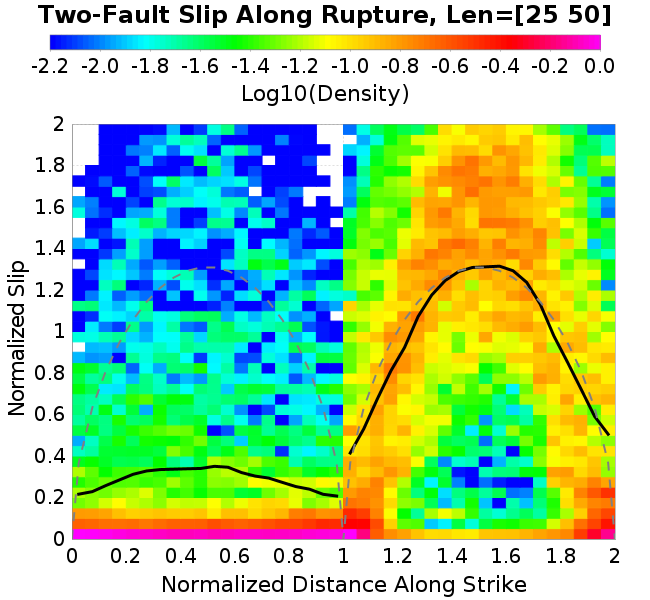 Two-Fault Slip Along Rupture, Len=[25 50]
-2.2 -2.0 -1.8 -1.6 -1.4 -1.2 -1.0 -0.8 -0.6 -0.4 -0.2 0.0
Log10(Density)
2
1.8
1.6
1.4
1.2
1
0.8
0.6
0.4
0.2
0
Normalized Slip
0 0.2 0.4 0.6 0.8 1 1.2 1.4 1.6 1.8 2
Normalized Distance Along Strike